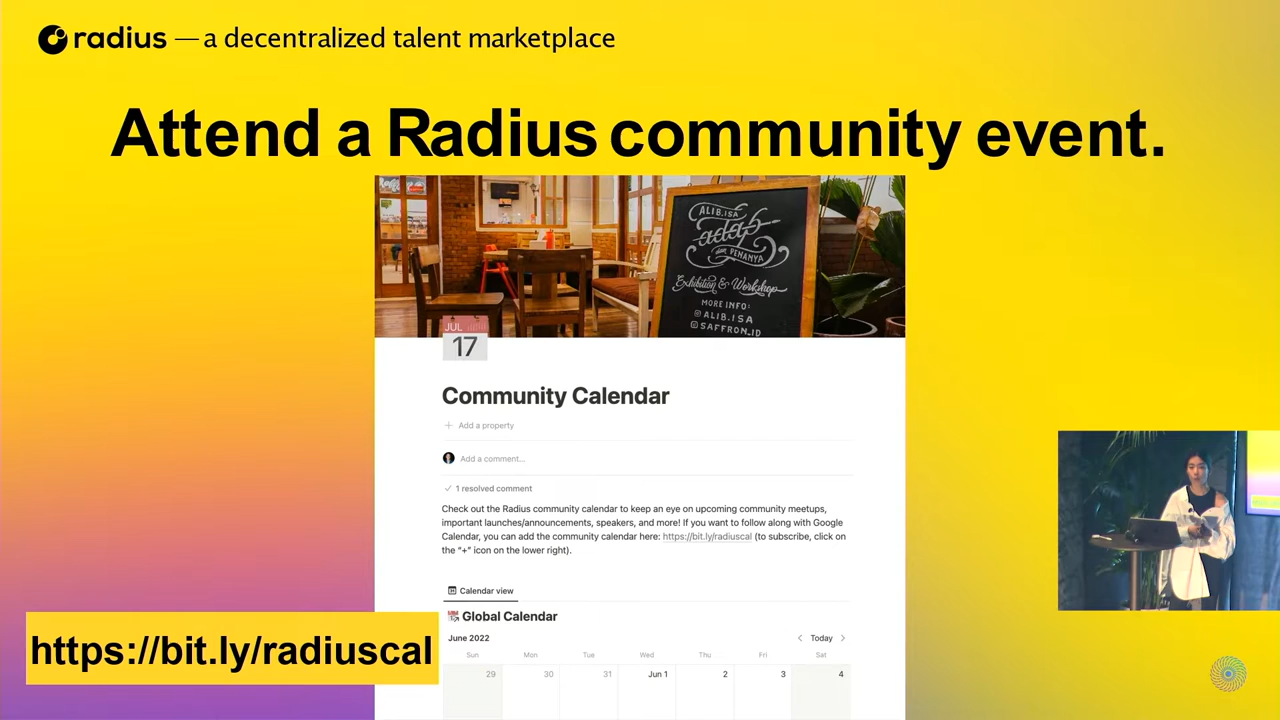 radius — a decentralized talent marketplace
Attend a Radius community event.
ALIB.ISA
adab
dan PENANYA
Exhibition & Workshop
MORE INFO:
ALIB.ISA
SAFFRON_ID
JUL
17
Community Calendar
Add a property
Add a comment...
1 resolved comment
Check out the Radius community calendar to keep an eye on upcoming community meetups,
important launches/announcements, speakers, and more! If you want to follow along with Google
Calendar, you can add the community calendar here: https://bit.ly/radiuscal (to subscribe, click on
the “+” icon on the lower right).
Calendar view
Global Calendar
June 2022
Today
Sun Mon Tue Wed Thu Fri Sat
29 30 31 Jun 1 2 3 4
https://bit.ly/radiuscal